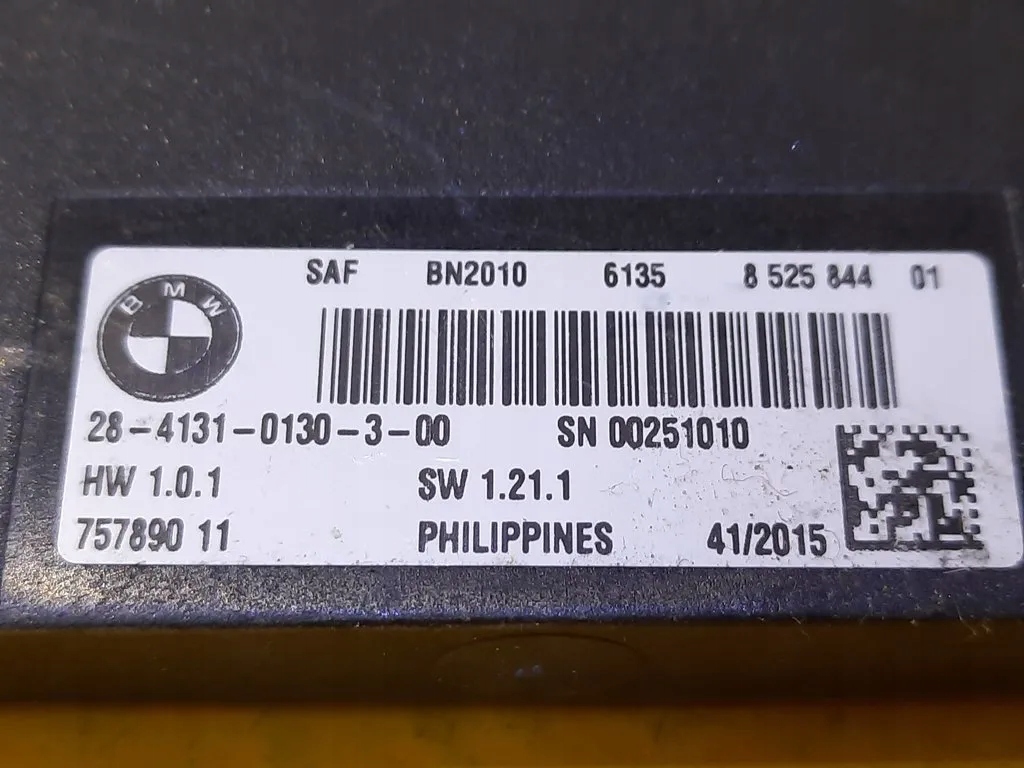 SAF BN2010 6135 8 525 844 01
BMW
28-4131-0130-3-00 SN 00251010
HW 1.0.1 SW 1.21.1
757890 11 PHILIPPINES 41/2015